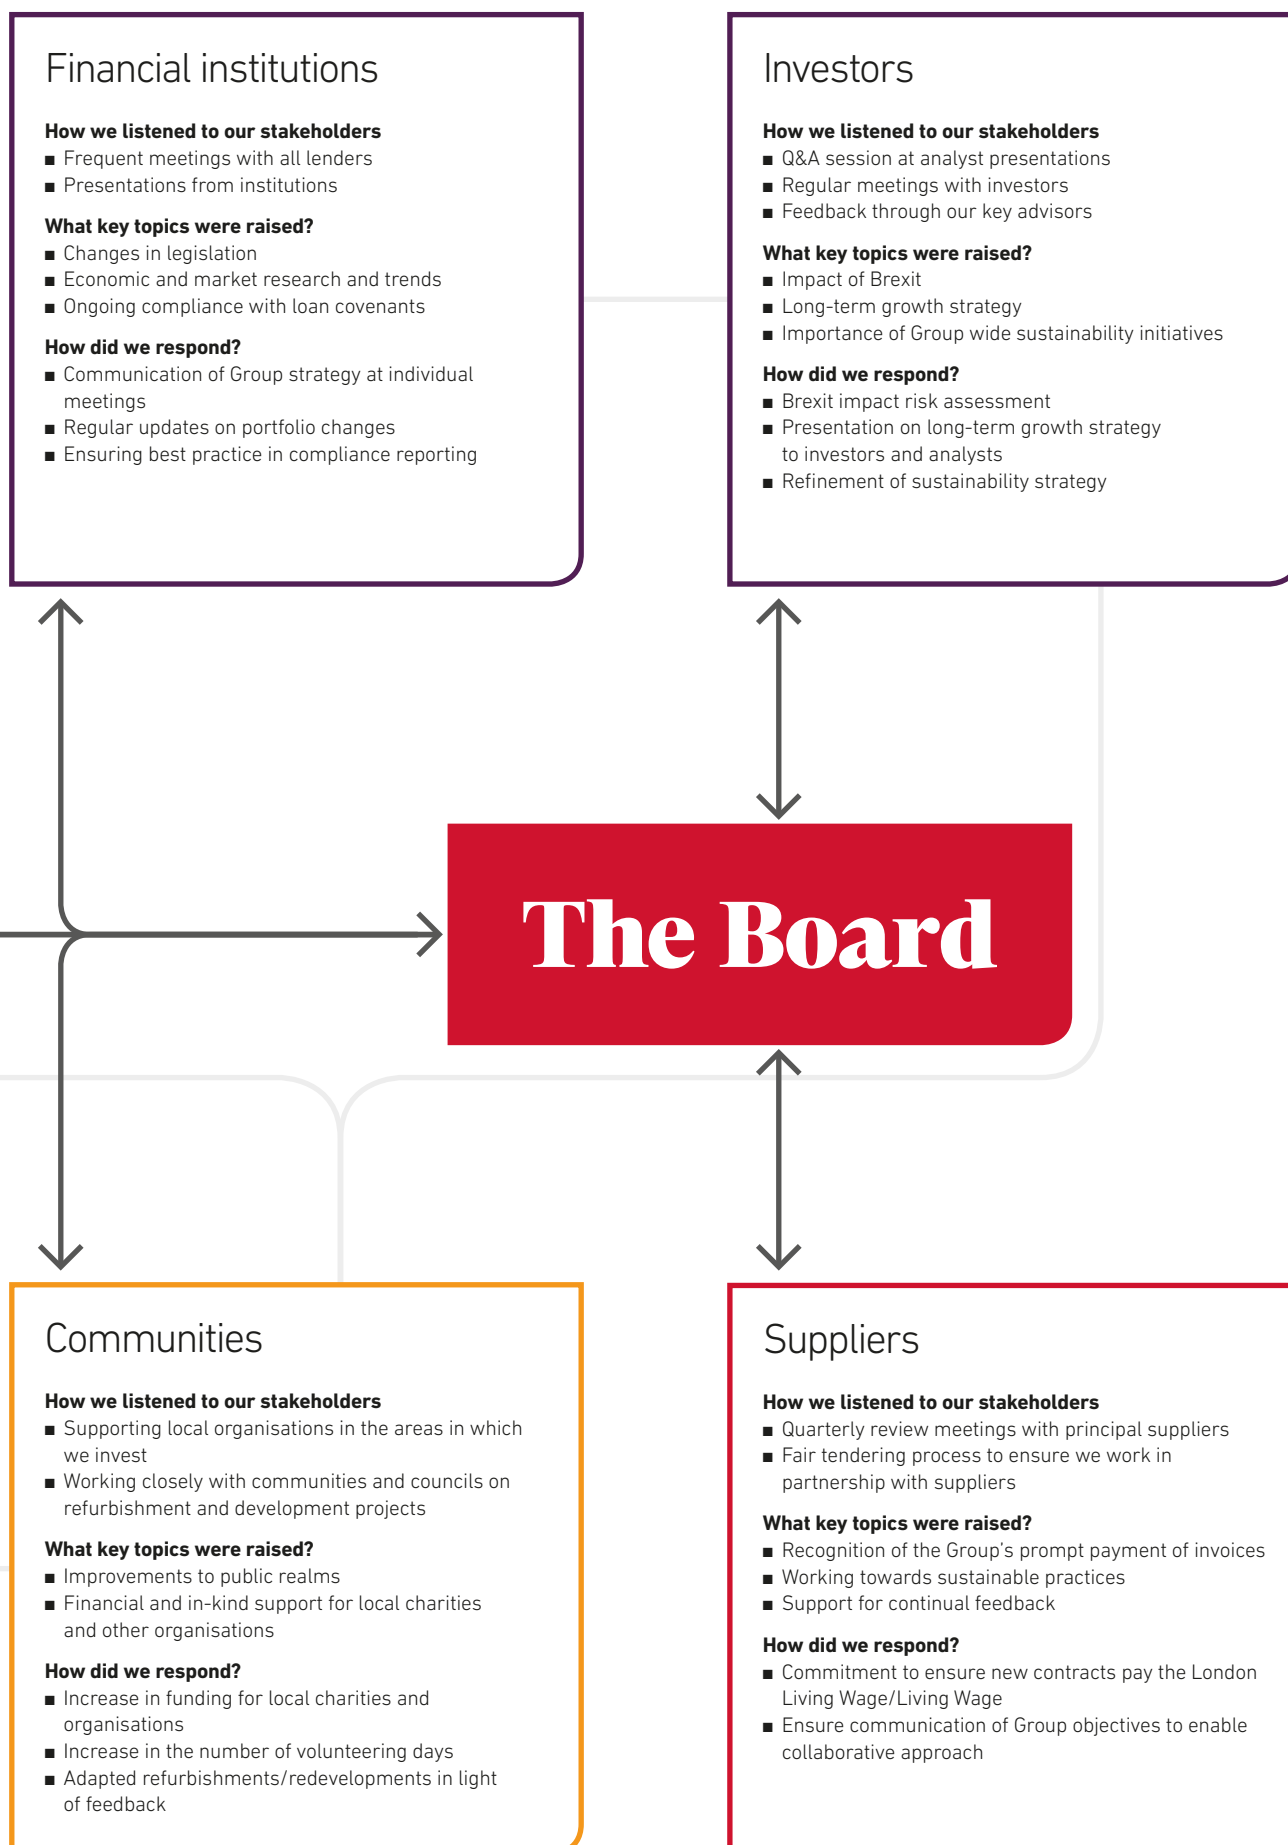 Financial institutions
How we listened to our stakeholders
■ Frequent meetings with all lenders
■ Presentations from institutions
What key topics were raised?
■ Changes in legislation
■ Economic and market research and trends
■ Ongoing compliance with loan covenants
How did we respond?
■ Communication of Group strategy at individual
meetings
■ Regular updates on portfolio changes
■ Ensuring best practice in compliance reporting
Investors
How we listened to our stakeholders
■ Q&A session at analyst presentations
■ Regular meetings with investors
■ Feedback through our key advisors
What key topics were raised?
■ Impact of Brexit
■ Long-term growth strategy
■ Importance of Group wide sustainability initiatives
How did we respond?
■ Brexit impact risk assessment
■ Presentation on long-term growth strategy
to investors and analysts
■ Refinement of sustainability strategy
The Board
Communities
How we listened to our stakeholders
■ Supporting local organisations in the areas in which
we invest
■ Working closely with communities and councils on
refurbishment and development projects
What key topics were raised?
■ Improvements to public realms
■ Financial and in-kind support for local charities
and other organisations
How did we respond?
■ Increase in funding for local charities and
organisations
■ Increase in the number of volunteering days
■ Adapted refurbishments/redevelopments in light
of feedback
Suppliers
How we listened to our stakeholders
■ Quarterly review meetings with principal suppliers
■ Fair tendering process to ensure we work in
partnership with suppliers
What key topics were raised?
■ Recognition of the Group's prompt payment of invoices
■ Working towards sustainable practices
■ Support for continual feedback
How did we respond?
■ Commitment to ensure new contracts pay the London
Living Wage/Living Wage
■ Ensure communication of Group objectives to enable
collaborative approach